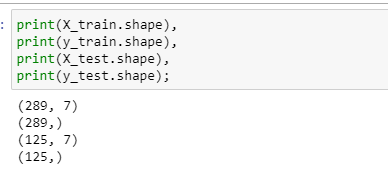 : print(X_train.shape),
print(y_train.shape),
print(X_test.shape),
print(y_test.shape);
(289, 7)
(289,)
(125, 7)
(125,)